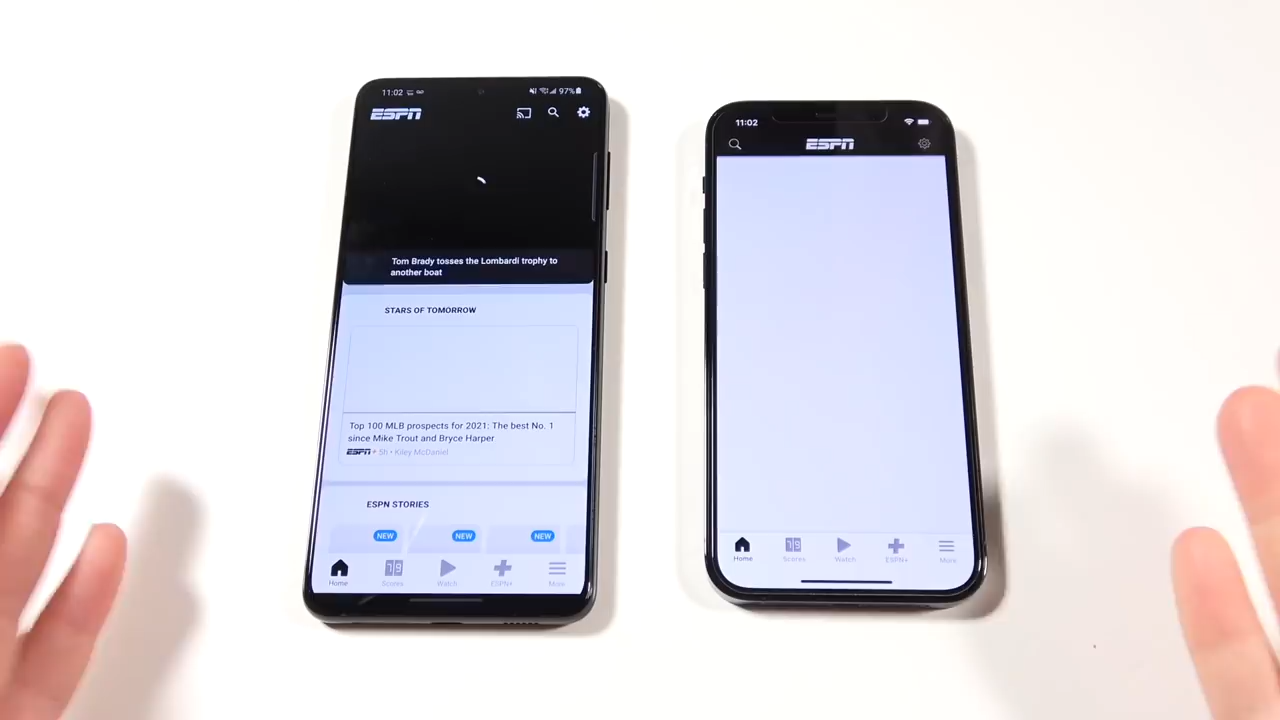 11:02
97%
ESPN
Tom Brady tosses the Lombardi trophy to
another boat
STARS OF TOMORROW
Top 100 MLB prospects for 2021: The best No. 1
since Mike Trout and Bryce Harper
ESPN+ 5h • Kiley McDaniel
ESPN STORIES
NEW
NEW
NEW
Home
Scores
Watch
ESPN+
More
11:02
ESPN
Home
Scores
Watch
ESPN+
More